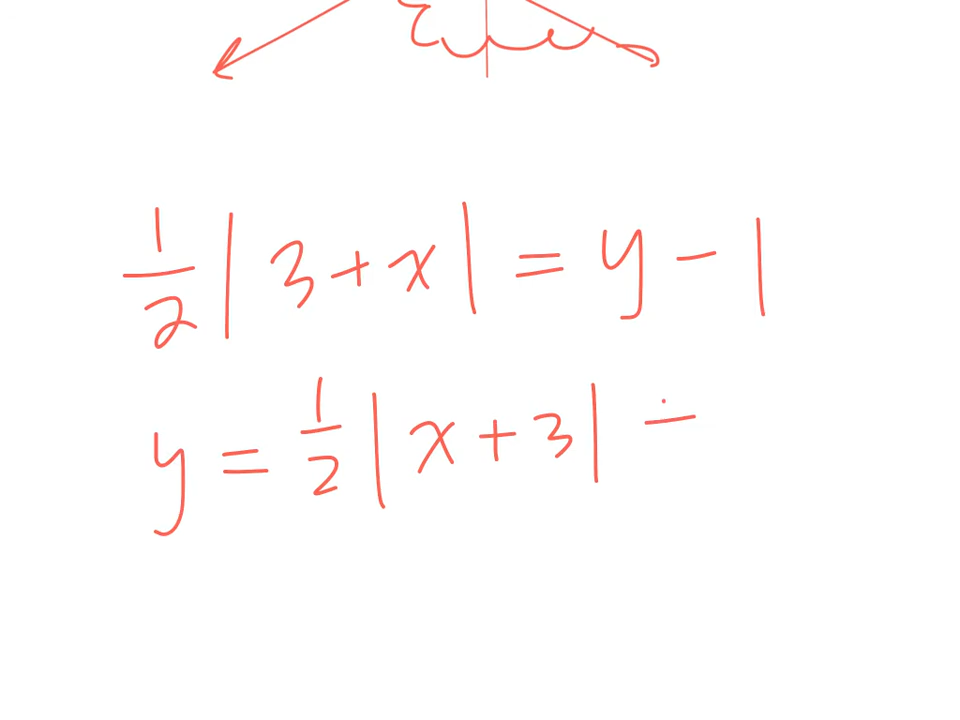 1/2 | 3 + x | = y - 1
y = 1/2 | x + 3 |